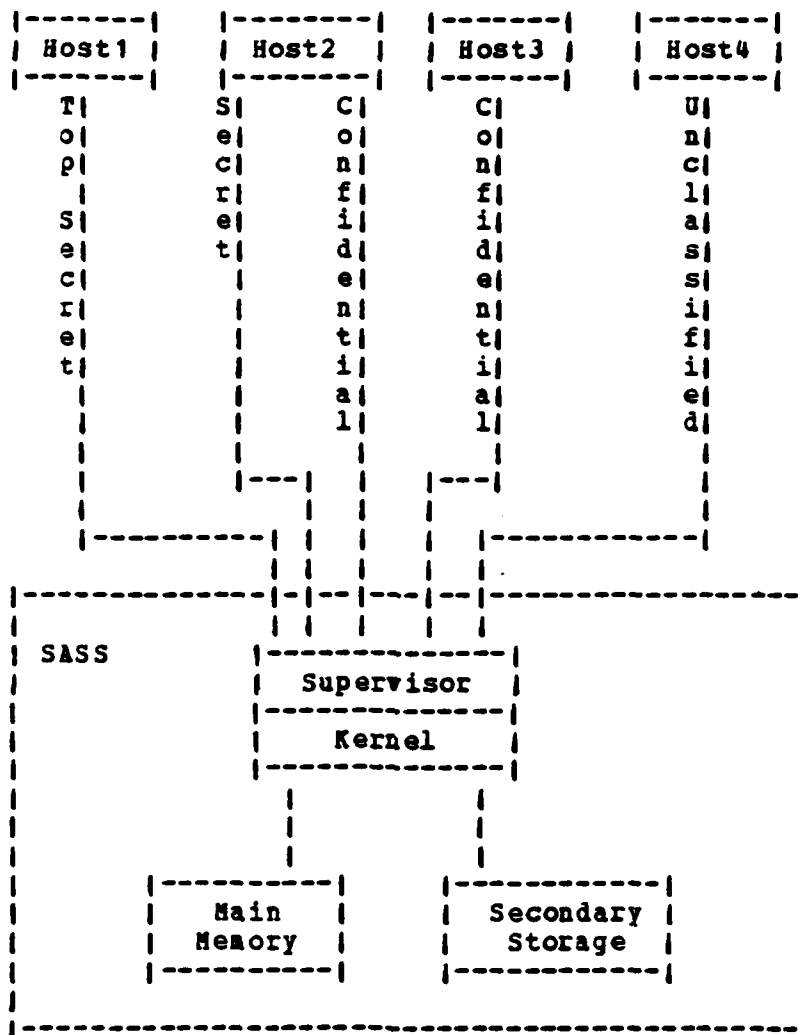 Host1 Host2 Host3 Host4
Top Secret
Secret
Confidential
Confidential
Unclassified
SASS
Supervisor
Kernel
Main
Memory
Secondary
Storage